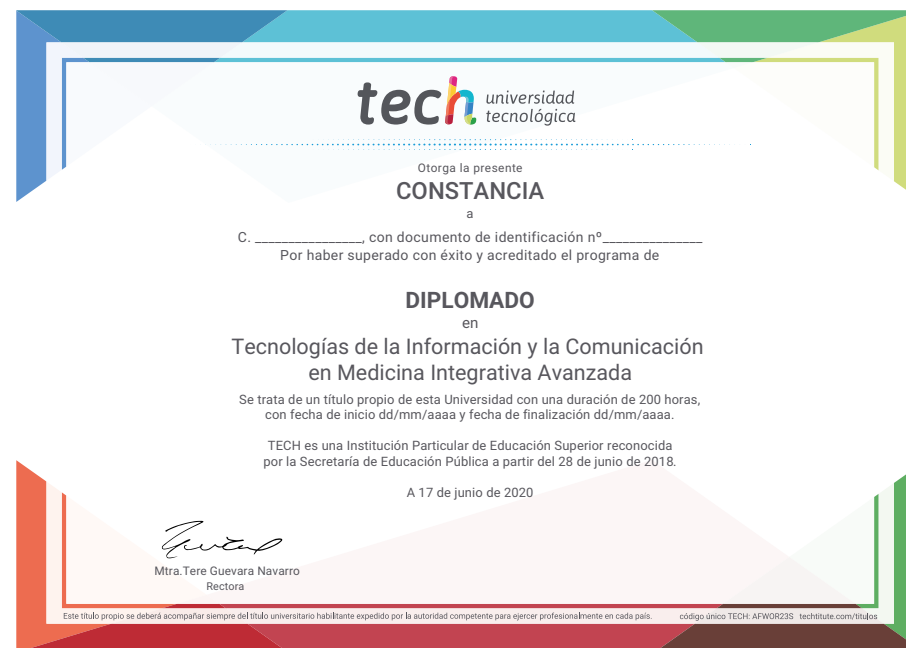 tech universidad
tecnológica
Otorga la presente
CONSTANCIA
a
C. ________________, con documento de identificación nº_______________
Por haber superado con éxito y acreditado el programa de
DIPLOMADO
en
Tecnologías de la Información y la Comunicación
en Medicina Integrativa Avanzada
Se trata de un título propio de esta Universidad con una duración de 200 horas,
con fecha de inicio dd/mm/aaaa y fecha de finalización dd/mm/aaaa.
TECH es una Institución Particular de Educación Superior reconocida
por la Secretaría de Educación Pública a partir del 28 de junio de 2018.
A 17 de junio de 2020
Mtra.Tere Guevara Navarro
Rectora
Este título propio se deberá acompañar siempre del título universitario habilitante expedido por la autoridad competente para ejercer profesionalmente en cada país. código único TECH: AFWOR23S techtitute.com/titulos